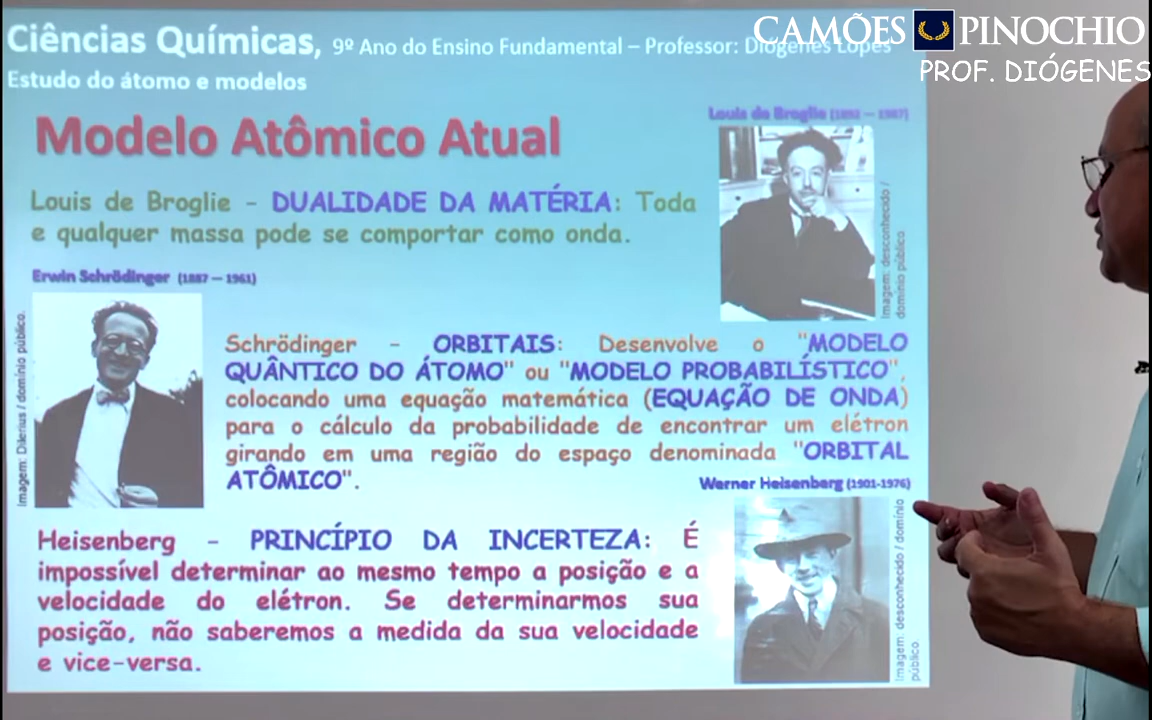 CAMÕES PINOCHIO
PROF. DIÓGENES
Ciências Químicas, 9º Ano do Ensino Fundamental – Professor: Diógenes Lopes
Estudo do átomo e modelos
Modelo Atômico Atual
Louis de Broglie (1892 – 1987)
Louis de Broglie - DUALIDADE DA MATÉRIA: Toda
e qualquer massa pode se comportar como onda.
Imagem: desconhecido /
domínio público
Erwin Schrödinger (1887 – 1961)
Imagem: Dilerius / domínio público.
Schrödinger - ORBITAIS: Desenvolve o "MODELO
QUÂNTICO DO ÁTOMO" ou "MODELO PROBABILÍSTICO",
colocando uma equação matemática (EQUAÇÃO DE ONDA)
para o cálculo da probabilidade de encontrar um elétron
girando em uma região do espaço denominada "ORBITAL
ATÔMICO".
Werner Heisenberg (1901-1976)
Heisenberg - PRINCÍPIO DA INCERTEZA: É
impossível determinar ao mesmo tempo a posição e a
velocidade do elétron. Se determinarmos sua
posição, não saberemos a medida da sua velocidade
e vice-versa.
Imagem: desconhecido / domínio
público.